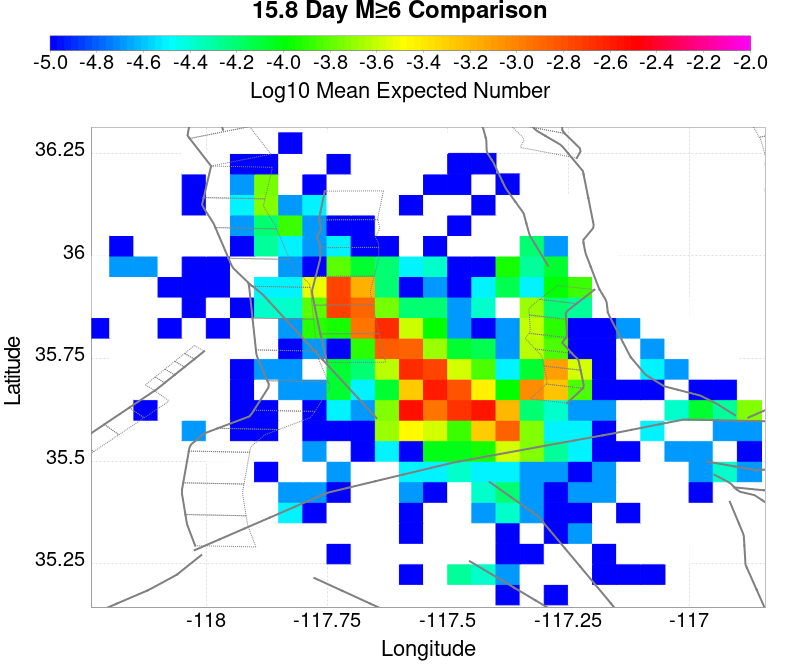 15.8 Day M≥6 Comparison
-5.0 -4.8 -4.6 -4.4 -4.2 -4.0 -3.8 -3.6 -3.4 -3.2 -3.0 -2.8 -2.6 -2.4 -2.2 -2.0
Log10 Mean Expected Number
36.25
36
35.75
35.5
35.25
Latitude
-118 -117.75 -117.5 -117.25 -117
Longitude